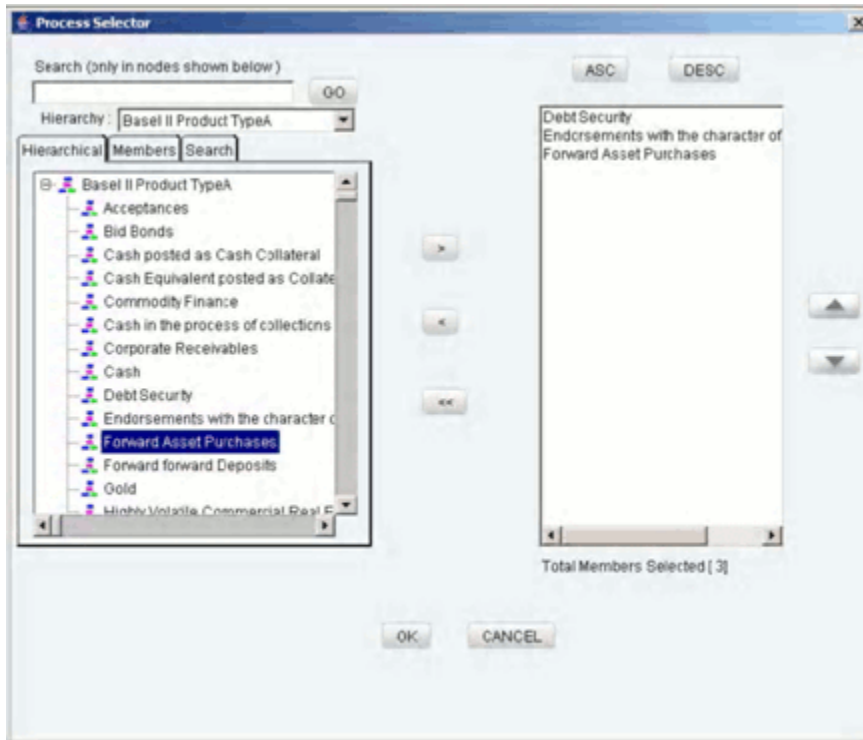 Process Selector
Search (only in nodes shown below )
GO
Hierarchy : Basel II Product TypeA
Hierarchical Members Search
Basel II Product TypeA
Acceptances
Bid Bonds
Cash posted as Cash Collateral
Cash Equivalent posted as Collate
Commodity Finance
Cash in the process of collections
Corporate Receivables
Cash
Debt Security
Endorsements with the character c
Forward Asset Purchases
Forward forward Deposits
Gold
Highly Volatile Commercial Real E
>
<
<<
ASC DESC
Debt Security
Endorsements with the character of
Forward Asset Purchases
Total Members Selected [ 3]
OK CANCEL